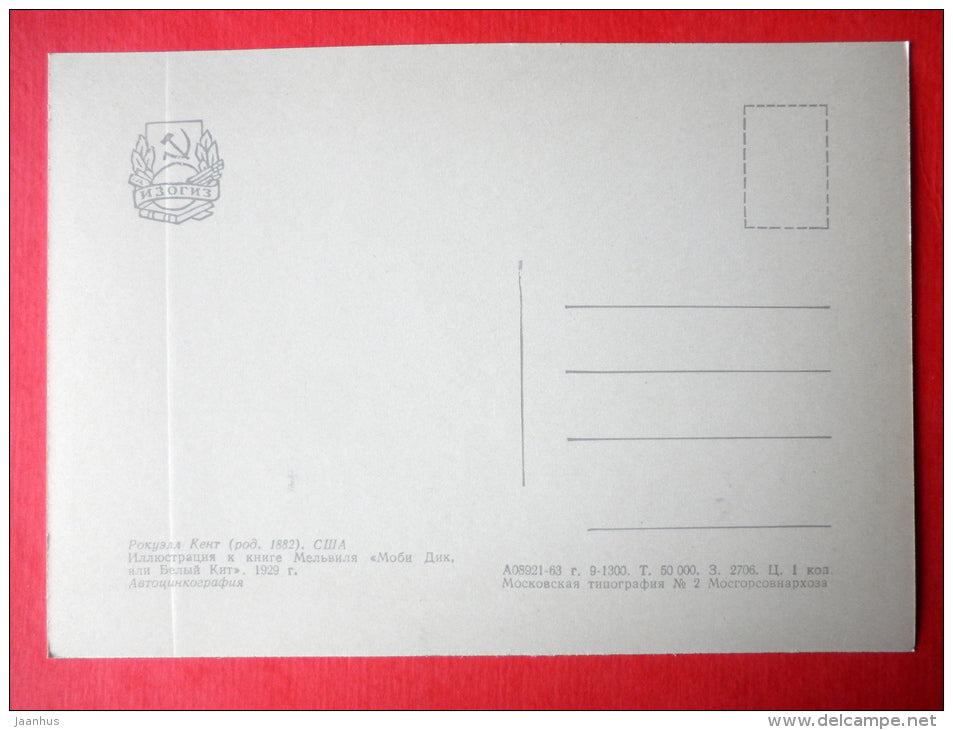 ИЗОГИЗ
Рокуэлл Кент (род. 1882). США
Иллюстрация к книге Мельвиля «Моби Дик,
или Белый Кит». 1929 г.
Автоцинкография
А08921-63 г. 9-1300. Т. 50 000. З. 2706. Ц. 1 коп
Московская типография № 2 Мосгорсовнархоза
jaanhus
www.delcampe.net